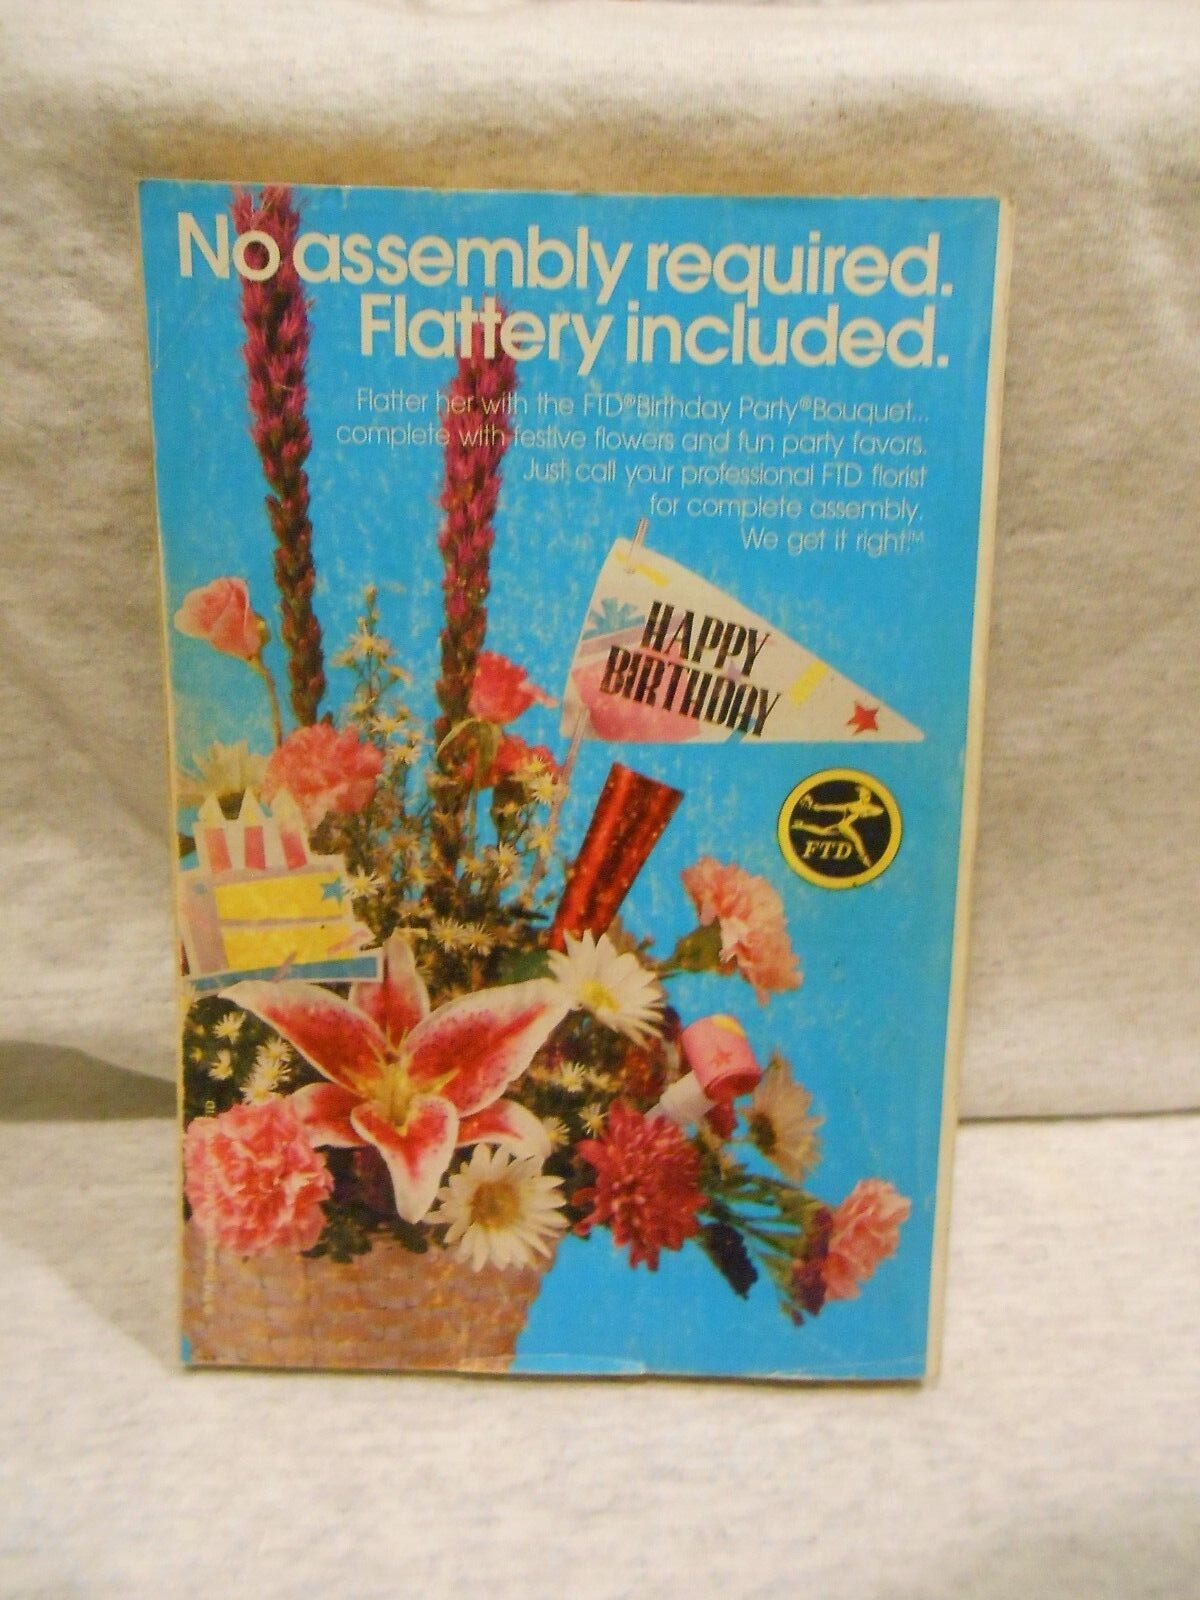 No assembly required.
Flattery included.
Flatter her with the FTD® Birthday Party® Bouquet...
complete with festive flowers and fun party favors.
Just call your professional FTD florist
for complete assembly.
We get it right.™
HAPPY
BIRTHDAY
FTD